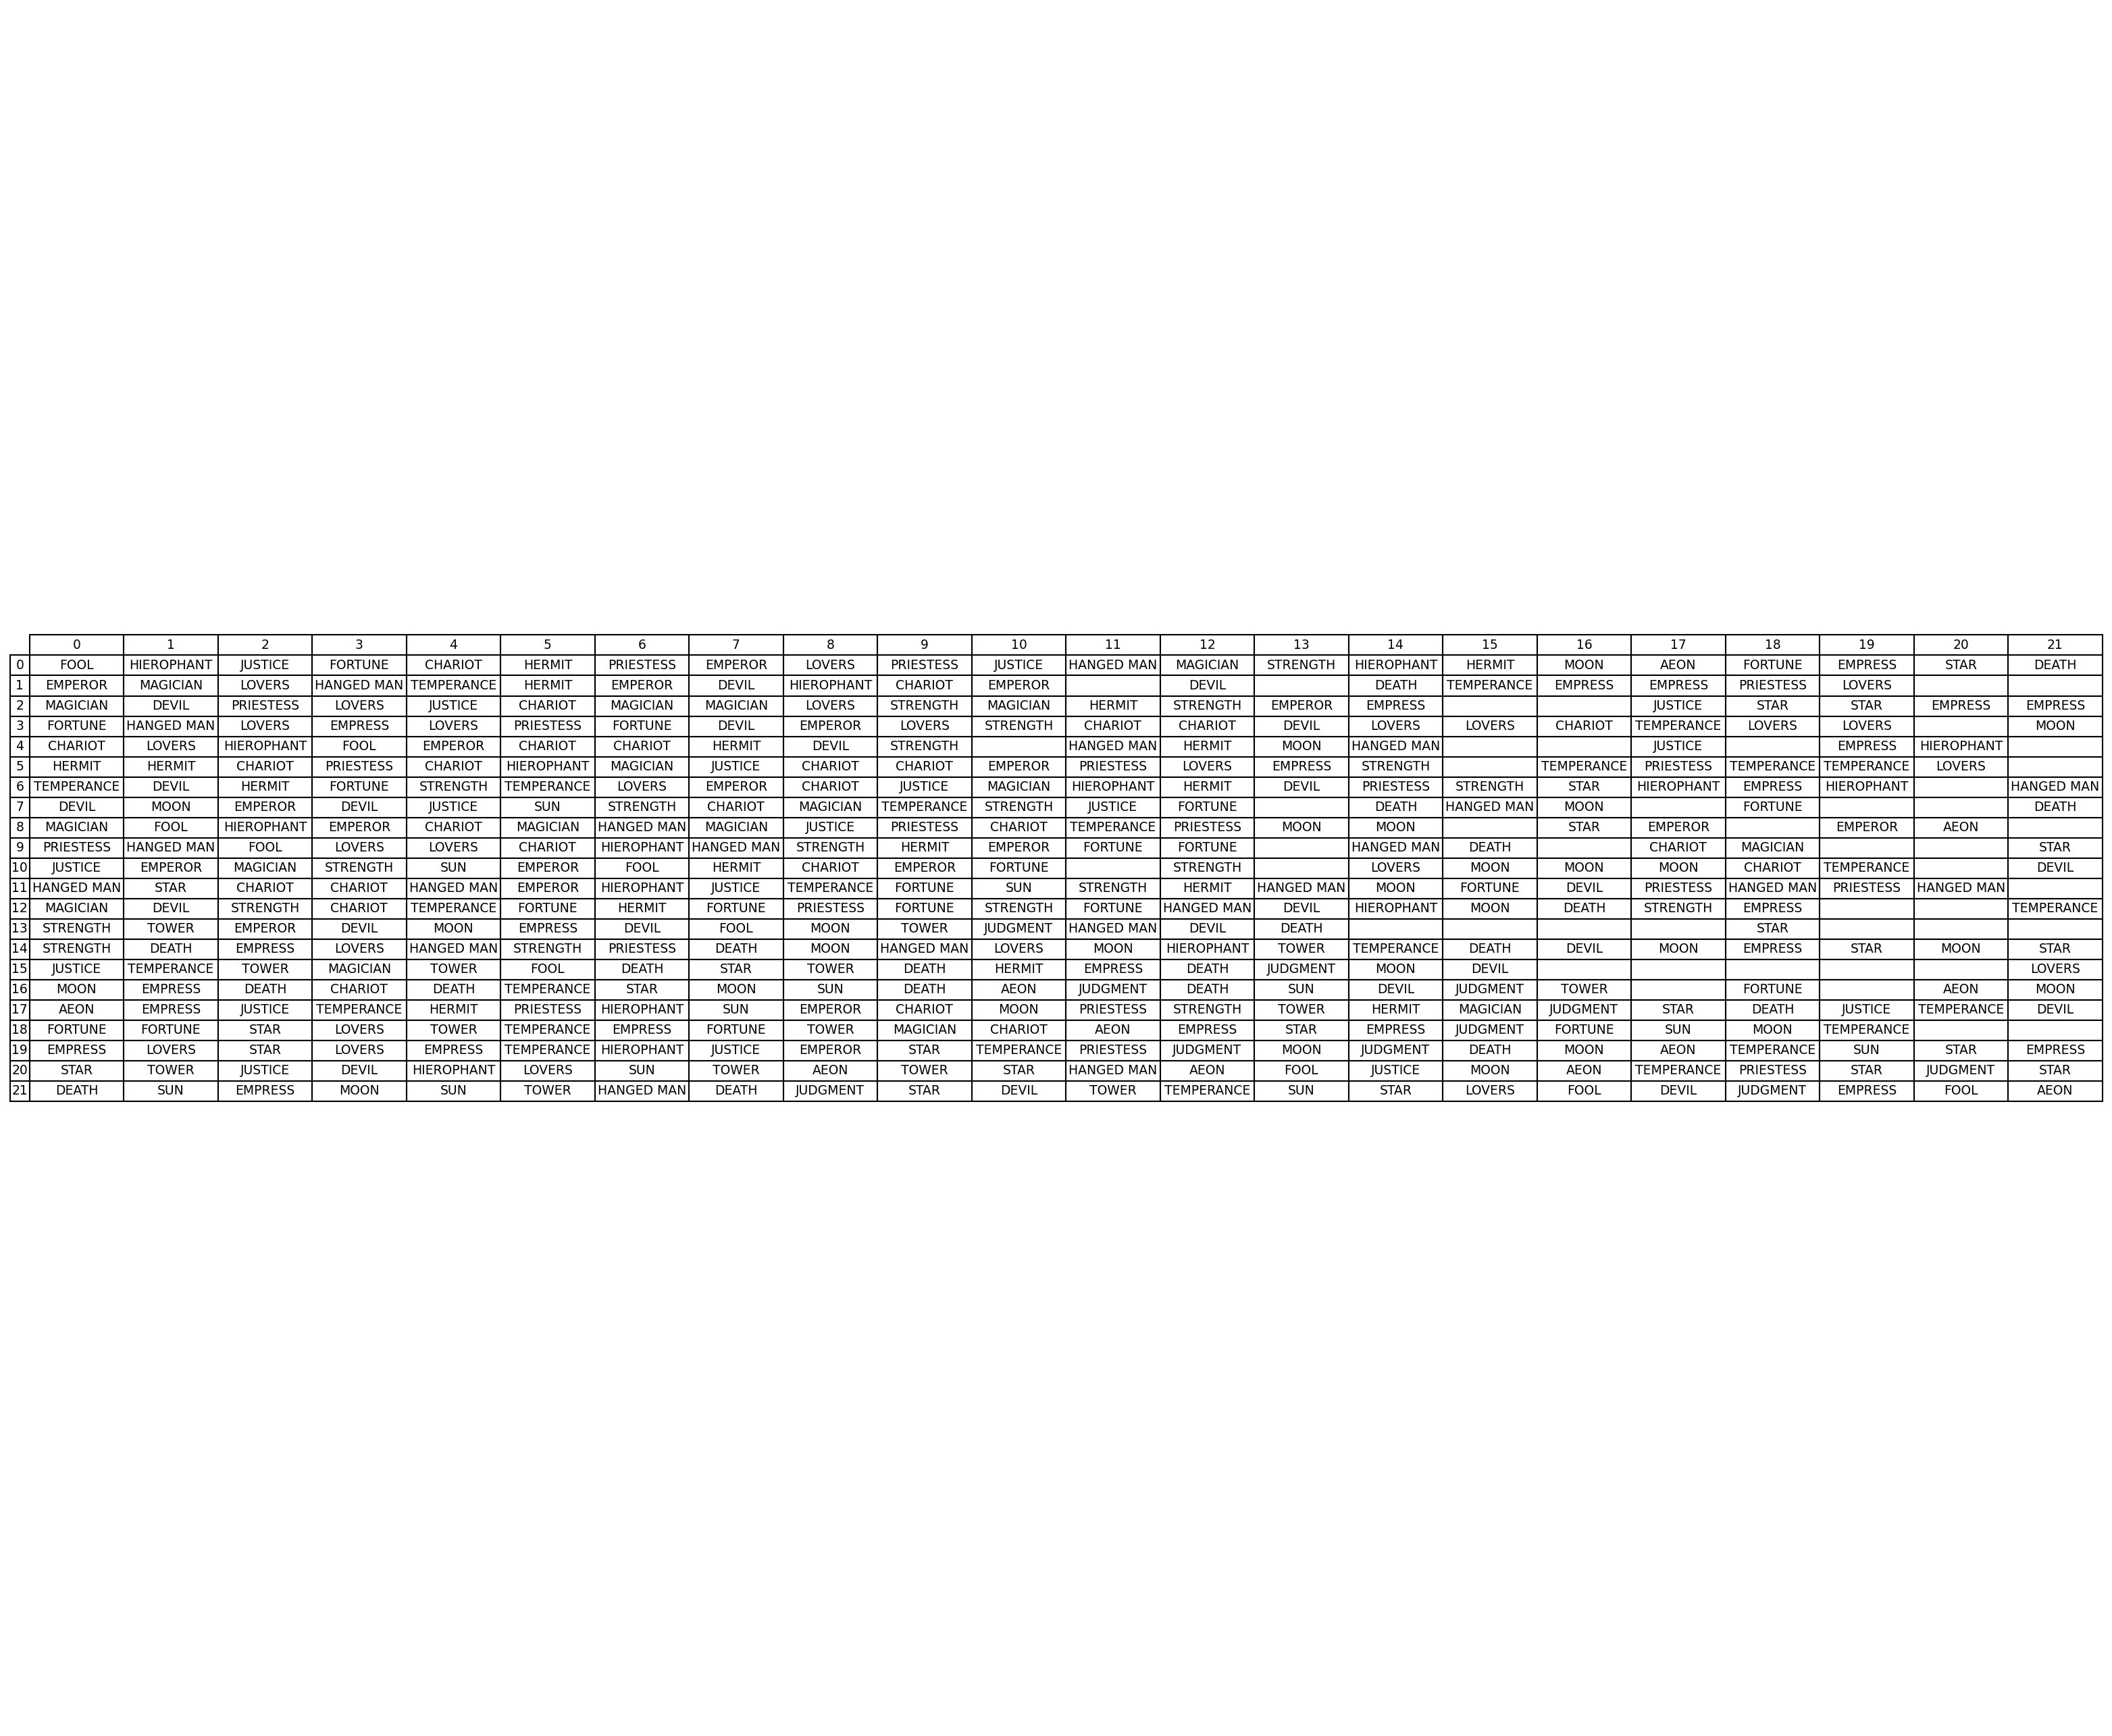 0 1 2 3 4 5 6 7 8 9 10 11 12 13 14 15 16 17 18 19 20 21
0 FOOL HIEROPHANT JUSTICE FORTUNE CHARIOT HERMIT PRIESTESS EMPEROR LOVERS PRIESTESS JUSTICE HANGED MAN MAGICIAN STRENGTH HIEROPHANT HERMIT MOON AEON FORTUNE EMPRESS STAR DEATH
1 EMPEROR MAGICIAN LOVERS HANGED MAN TEMPERANCE HERMIT EMPEROR DEVIL HIEROPHANT CHARIOT EMPEROR DEVIL DEATH TEMPERANCE EMPRESS EMPRESS PRIESTESS LOVERS
2 MAGICIAN DEVIL PRIESTESS LOVERS JUSTICE CHARIOT MAGICIAN MAGICIAN LOVERS STRENGTH MAGICIAN HERMIT STRENGTH EMPEROR EMPRESS JUSTICE STAR STAR EMPRESS EMPRESS
3 FORTUNE HANGED MAN LOVERS EMPRESS LOVERS PRIESTESS FORTUNE DEVIL EMPEROR LOVERS STRENGTH CHARIOT CHARIOT DEVIL LOVERS LOVERS CHARIOT TEMPERANCE LOVERS LOVERS MOON
4 CHARIOT LOVERS HIEROPHANT FOOL EMPEROR CHARIOT CHARIOT HERMIT DEVIL STRENGTH HANGED MAN HERMIT MOON HANGED MAN JUSTICE EMPRESS HIEROPHANT
5 HERMIT HERMIT CHARIOT PRIESTESS CHARIOT HIEROPHANT MAGICIAN JUSTICE CHARIOT CHARIOT EMPEROR PRIESTESS LOVERS EMPRESS STRENGTH TEMPERANCE PRIESTESS TEMPERANCE TEMPERANCE LOVERS
6 TEMPERANCE DEVIL HERMIT FORTUNE STRENGTH TEMPERANCE LOVERS EMPEROR CHARIOT JUSTICE MAGICIAN HIEROPHANT HERMIT DEVIL PRIESTESS STRENGTH STAR HIEROPHANT EMPRESS HIEROPHANT HANGED MAN
7 DEVIL MOON EMPEROR DEVIL JUSTICE SUN STRENGTH CHARIOT MAGICIAN TEMPERANCE STRENGTH JUSTICE FORTUNE DEATH HANGED MAN MOON FORTUNE DEATH
8 MAGICIAN FOOL HIEROPHANT EMPEROR CHARIOT MAGICIAN HANGED MAN MAGICIAN JUSTICE PRIESTESS CHARIOT TEMPERANCE PRIESTESS MOON MOON STAR EMPEROR EMPEROR AEON
9 PRIESTESS HANGED MAN FOOL LOVERS LOVERS CHARIOT HIEROPHANT HANGED MAN STRENGTH HERMIT EMPEROR FORTUNE FORTUNE HANGED MAN DEATH CHARIOT MAGICIAN STAR
10 JUSTICE EMPEROR MAGICIAN STRENGTH SUN EMPEROR FOOL HERMIT CHARIOT EMPEROR FORTUNE STRENGTH LOVERS MOON MOON MOON CHARIOT TEMPERANCE DEVIL
11 HANGED MAN STAR CHARIOT CHARIOT HANGED MAN EMPEROR HIEROPHANT JUSTICE TEMPERANCE FORTUNE SUN STRENGTH HERMIT HANGED MAN MOON FORTUNE DEVIL PRIESTESS HANGED MAN PRIESTESS HANGED MAN
12 MAGICIAN DEVIL STRENGTH CHARIOT TEMPERANCE FORTUNE HERMIT FORTUNE PRIESTESS FORTUNE STRENGTH FORTUNE HANGED MAN DEVIL HIEROPHANT MOON DEATH STRENGTH EMPRESS TEMPERANCE
13 STRENGTH TOWER EMPEROR DEVIL MOON EMPRESS DEVIL FOOL MOON TOWER JUDGMENT HANGED MAN DEVIL DEATH STAR
14 STRENGTH DEATH EMPRESS LOVERS HANGED MAN STRENGTH PRIESTESS DEATH MOON HANGED MAN LOVERS MOON HIEROPHANT TOWER TEMPERANCE DEATH DEVIL MOON EMPRESS STAR MOON STAR
15 JUSTICE TEMPERANCE TOWER MAGICIAN TOWER FOOL DEATH STAR TOWER DEATH HERMIT EMPRESS DEATH JUDGMENT MOON DEVIL LOVERS
16 MOON EMPRESS DEATH CHARIOT DEATH TEMPERANCE STAR MOON SUN DEATH AEON JUDGMENT DEATH SUN DEVIL JUDGMENT TOWER FORTUNE AEON MOON
17 AEON EMPRESS JUSTICE TEMPERANCE HERMIT PRIESTESS HIEROPHANT SUN EMPEROR CHARIOT MOON PRIESTESS STRENGTH TOWER HERMIT MAGICIAN JUDGMENT STAR DEATH JUSTICE TEMPERANCE DEVIL
18 FORTUNE FORTUNE STAR LOVERS TOWER TEMPERANCE EMPRESS FORTUNE TOWER MAGICIAN CHARIOT AEON EMPRESS STAR EMPRESS JUDGMENT FORTUNE SUN MOON TEMPERANCE
19 EMPRESS LOVERS STAR LOVERS EMPRESS TEMPERANCE HIEROPHANT JUSTICE EMPEROR STAR TEMPERANCE PRIESTESS JUDGMENT MOON JUDGMENT DEATH MOON AEON TEMPERANCE SUN STAR EMPRESS
20 STAR TOWER JUSTICE DEVIL HIEROPHANT LOVERS SUN TOWER AEON TOWER STAR HANGED MAN AEON FOOL JUSTICE MOON AEON TEMPERANCE PRIESTESS STAR JUDGMENT STAR
21 DEATH SUN EMPRESS MOON SUN TOWER HANGED MAN DEATH JUDGMENT STAR DEVIL TOWER TEMPERANCE SUN STAR LOVERS FOOL DEVIL JUDGMENT EMPRESS FOOL AEON